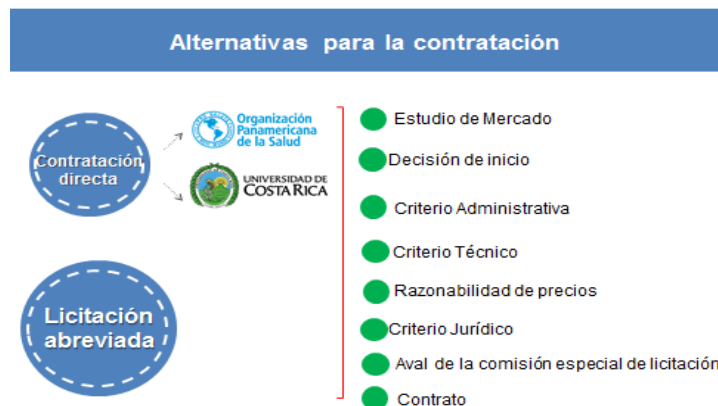 Alternativas para la contratación
Contratación
directa
Organización
Panamericana
de la Salud
UNIVERSIDAD DE
COSTA RICA
Licitación
abreviada
Estudio de Mercado
Decisión de inicio
Criterio Administrativa
Criterio Técnico
Razonabilidad de precios
Criterio Jurídico
Aval de la comisión especial de licitación
Contrato